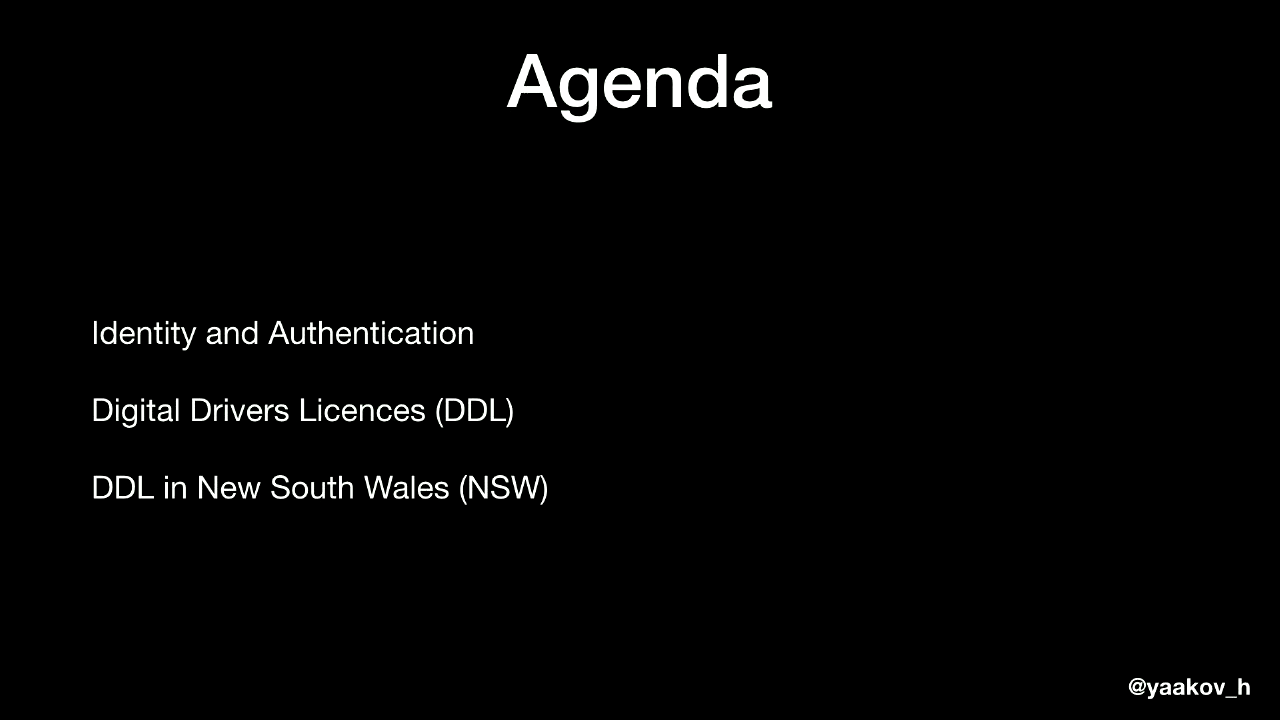 Agenda
Identity and Authentication
Digital Drivers Licences (DDL)
DDL in New South Wales (NSW)
@yaakov_h